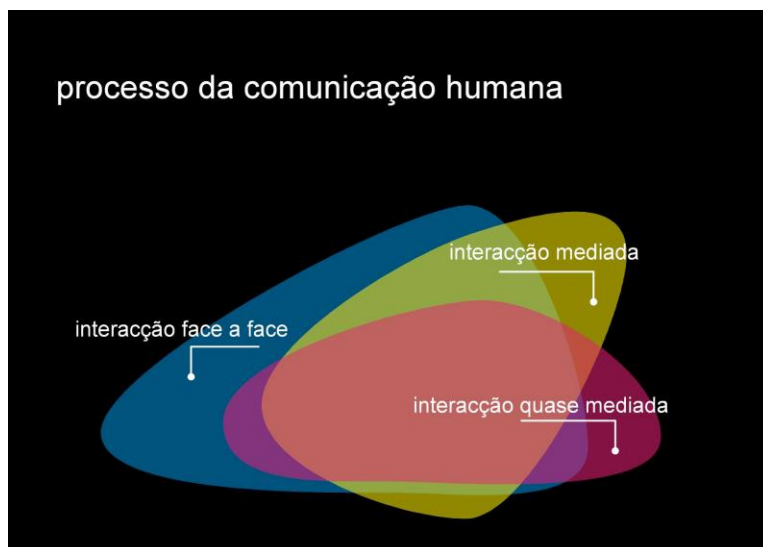 processo da comunicação humana
interacção mediada
interacção face a face
interacção quase mediada